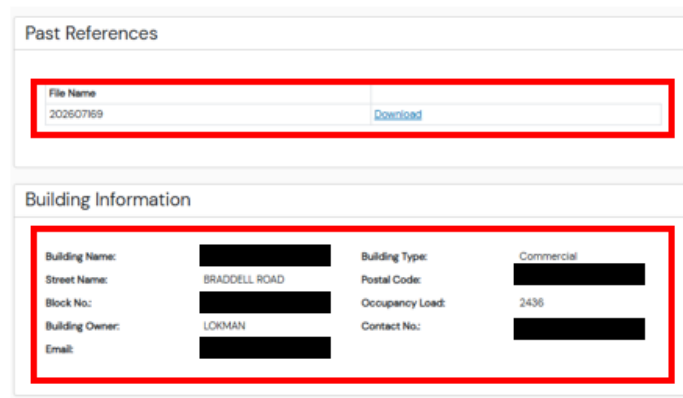 Past References
File Name
202607169 Download
Building Information
Building Name: Building Type: Commercial
Street Name: BRADDELL ROAD Postal Code:
Block No.: Occupancy Load: 2436
Building Owner: LOKMAN Contact No.:
Email: